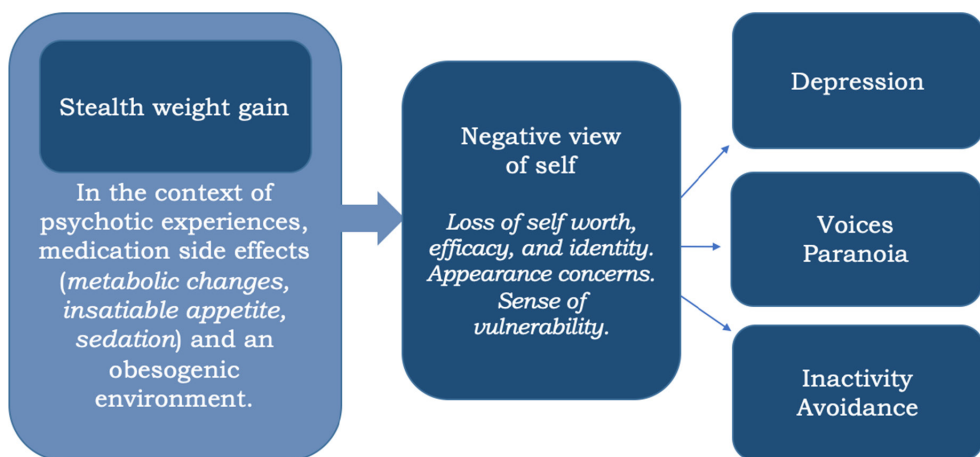 Stealth weight gain
In the context of
psychotic experiences,
medication side effects
(metabolic changes,
insatiable appetite,
sedation) and an
obesogenic
environment.
Negative view
of self
Loss of self worth,
efficacy, and identity.
Appearance concerns.
Sense of
vulnerability.
Depression
Voices
Paranoia
Inactivity
Avoidance